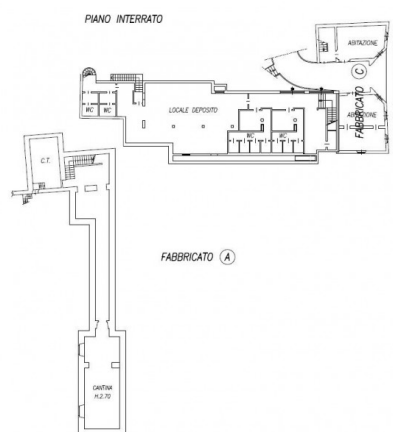 PIANO INTERRATO
ABITAZIONE
FABBRICATO C
ABITAZIONE
LOCALE DEPOSITO
WC WC
WC WC
C.T.
FABBRICATO A
CANTINA
H.2.70